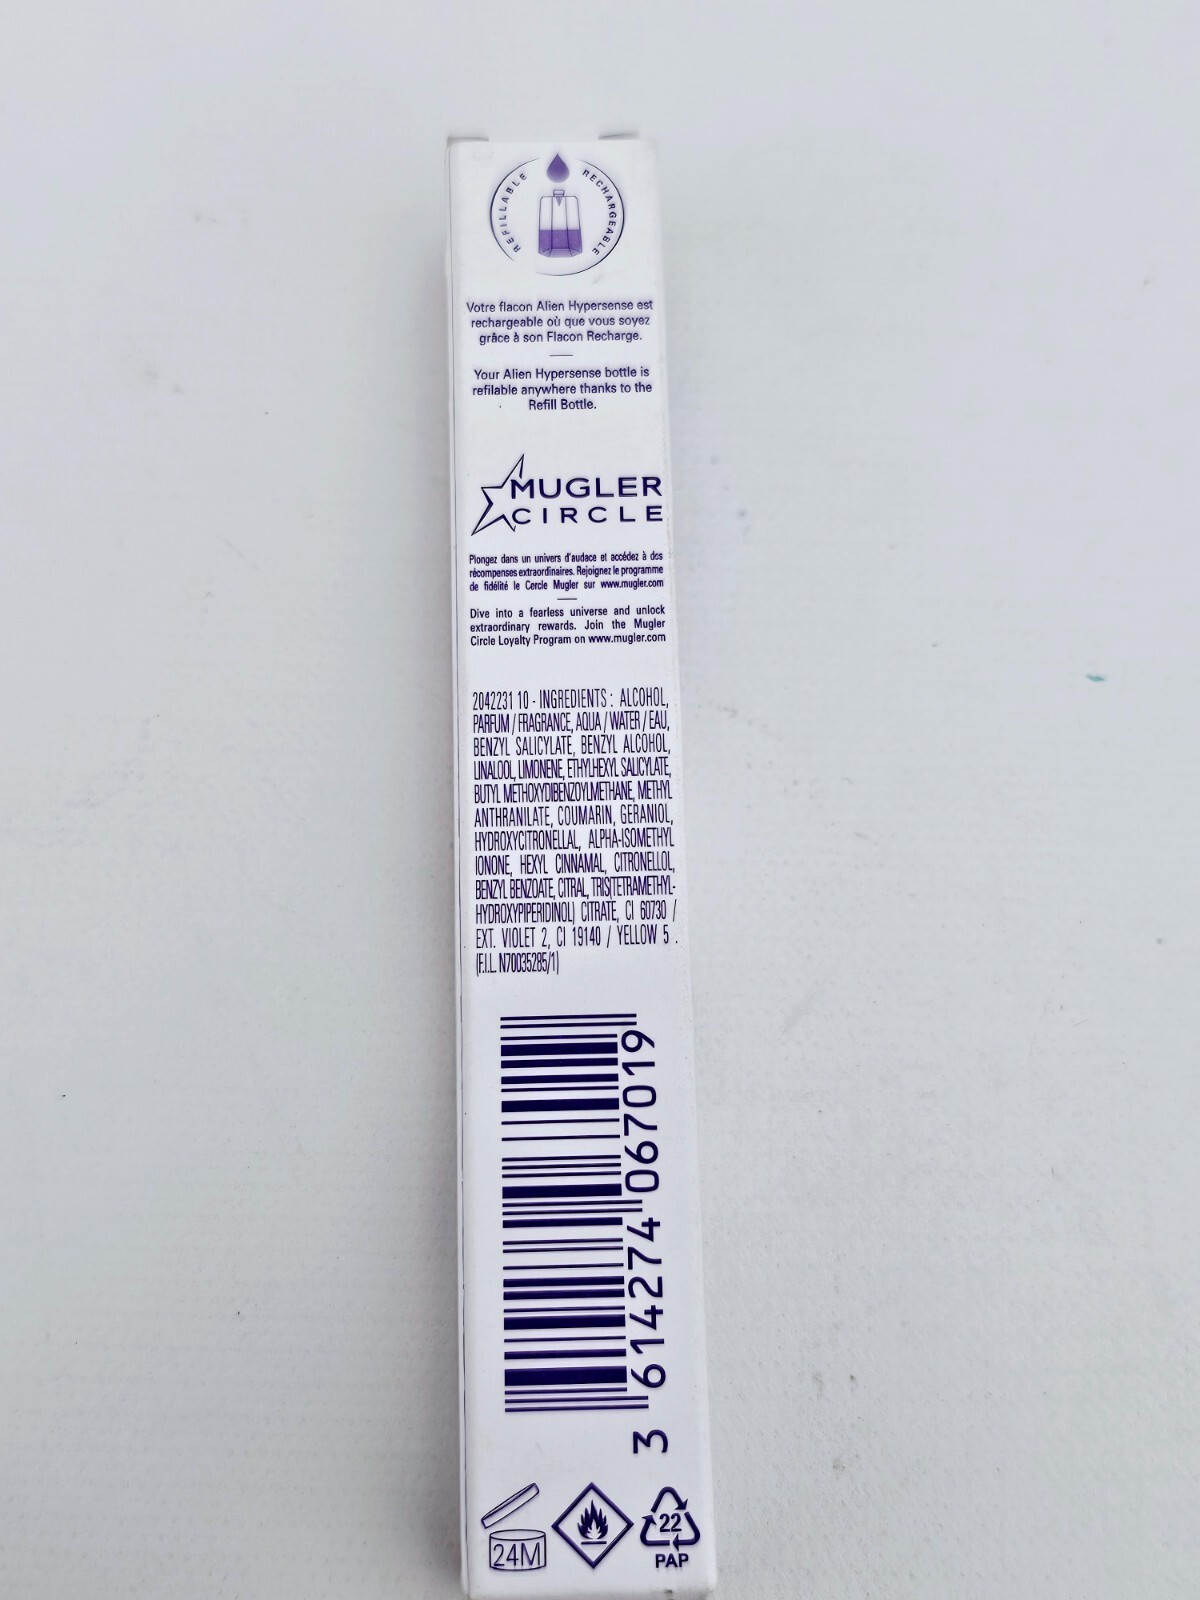 REFILLABLE RECHARGEABLE
Votre flacon Alien Hypersense est
rechargeable où que vous soyez
grâce à son Flacon Recharge.
Your Alien Hypersense bottle is
refilable anywhere thanks to the
Refill Bottle.
MUGLER
CIRCLE
Plongez dans un univers d'audace et accédez à des
récompenses extraordinaires. Rejoignez le programme
de fidélité le Cercle Mugler sur www.mugler.com
Dive into a fearless universe and unlock
extraordinary rewards. Join the Mugler
Circle Loyalty Program on www.mugler.com
2042231 10 - INGREDIENTS : ALCOHOL,
PARFUM / FRAGRANCE, AQUA / WATER / EAU,
BENZYL SALICYLATE, BENZYL ALCOHOL,
LINALOOL, LIMONENE, ETHYLHEXYL SALICYLATE,
BUTYL METHOXYDIBENZOYLMETHANE, METHYL
ANTHRANILATE, COUMARIN, GERANIOL,
HYDROXYCITRONELLAL, ALPHA-ISOMETHYL
IONONE, HEXYL CINNAMAL, CITRONELLOL,
BENZYL BENZOATE, CITRAL, TRIS(TETRAMETHYL-
HYDROXYPIPERIDINOL) CITRATE, CI 60730 /
EXT. VIOLET 2, CI 19140 / YELLOW 5 .
(F.I.L. N70035285/1)
3 614274 067019
24M
22
PAP